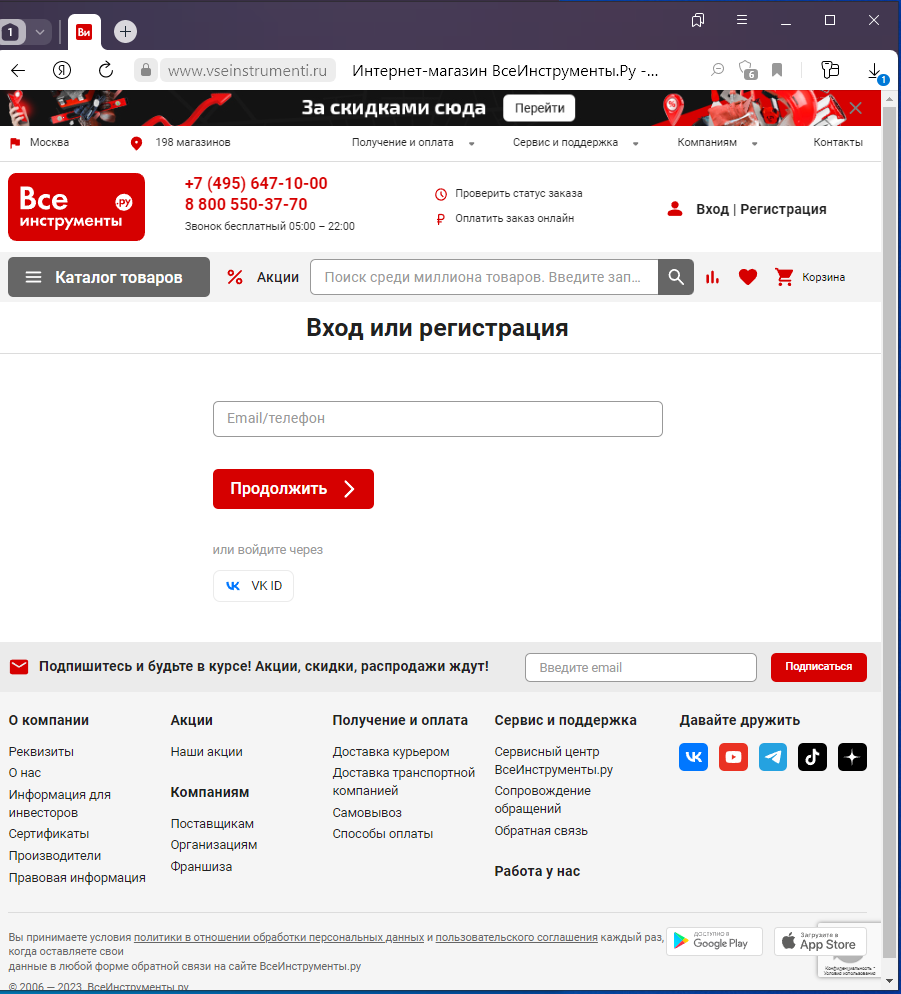 1
Ви
Я
www.vseinstrumenti.ru
Интернет-магазин ВсеИнструменты.Ру -...
6
1
За скидками сюда
Перейти
Москва
198 магазинов
Получение и оплата
Сервис и поддержка
Компаниям
Контакты
Все
инструменты
.РУ
+7 (495) 647-10-00
8 800 550-37-70
Звонок бесплатный 05:00 – 22:00
Проверить статус заказа
Оплатить заказ онлайн
Вход | Регистрация
Каталог товаров
Акции
Поиск среди миллиона товаров. Введите зап...
Корзина
Вход или регистрация
Email/телефон
Продолжить
или войдите через
VK ID
Подпишитесь и будьте в курсе! Акции, скидки, распродажи ждут!
Введите email
Подписаться
О компании
Реквизиты
О нас
Информация для
инвесторов
Сертификаты
Производители
Правовая информация
Акции
Наши акции
Компаниям
Поставщикам
Организациям
Франшиза
Получение и оплата
Доставка курьером
Доставка транспортной
компанией
Самовывоз
Способы оплаты
Сервис и поддержка
Сервисный центр
ВсеИнструменты.ру
Сопровождение
обращений
Обратная связь
Работа у нас
Давайте дружить
Вы принимаете условия политики в отношении обработки персональных данных и пользовательского соглашения каждый раз,
когда оставляете свои
данные в любой форме обратной связи на сайте ВсеИнструменты.ру
© 2006 — 2023. ВсеИнструменты.ру
ДОСТУПНО В
Google Play
Загрузите в
App Store
Конфиденциальность -
Условия использования